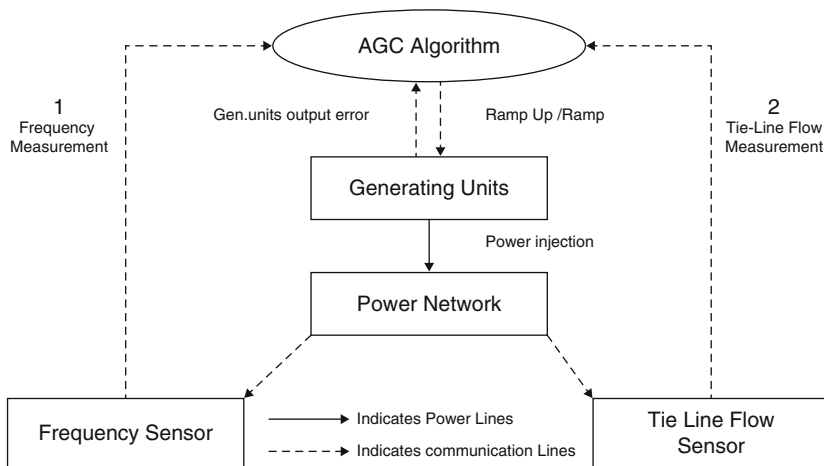 AGC Algorithm
1
Frequency
Measurement
Gen.units output error
Ramp Up /Ramp
2
Tie-Line Flow
Measurement
Generating Units
Power injection
Power Network
Frequency Sensor
Indicates Power Lines
Indicates communication Lines
Tie Line Flow
Sensor